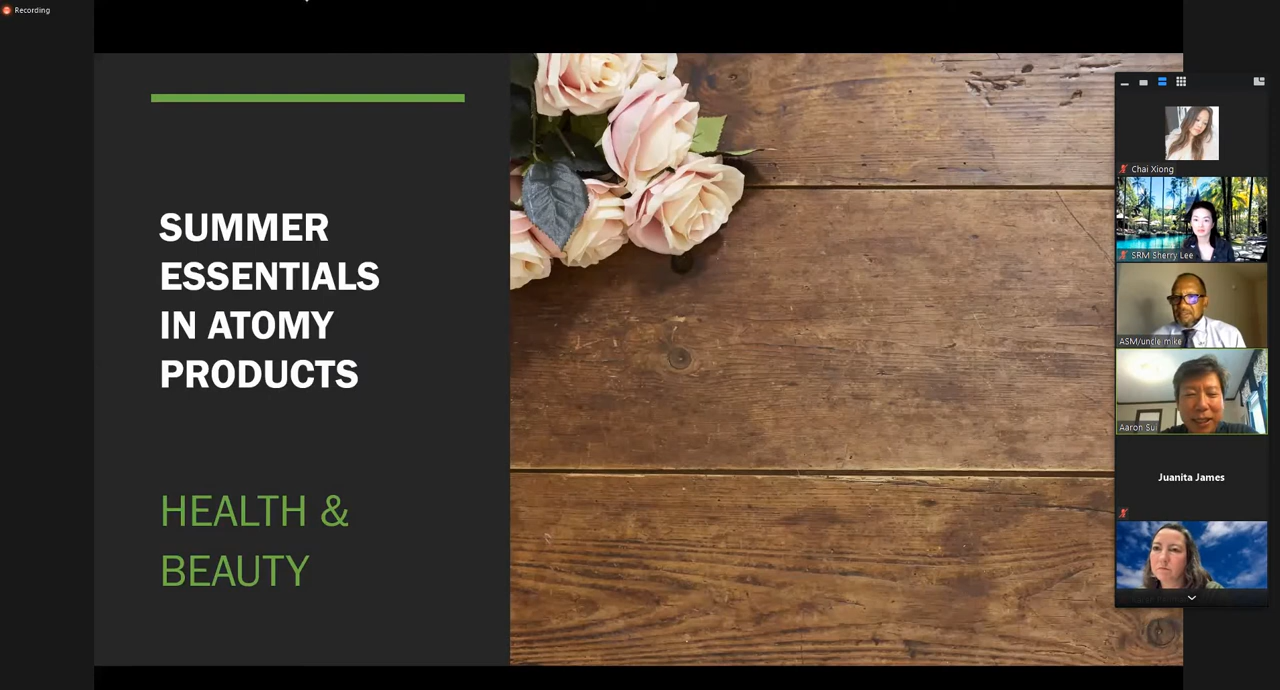 Recording
SUMMER
ESSENTIALS
IN ATOMY
PRODUCTS
HEALTH &
BEAUTY
Chai Xiong
SRM Sherry Lee
ASM/uncle mike
Aaron Sui
Juanita James